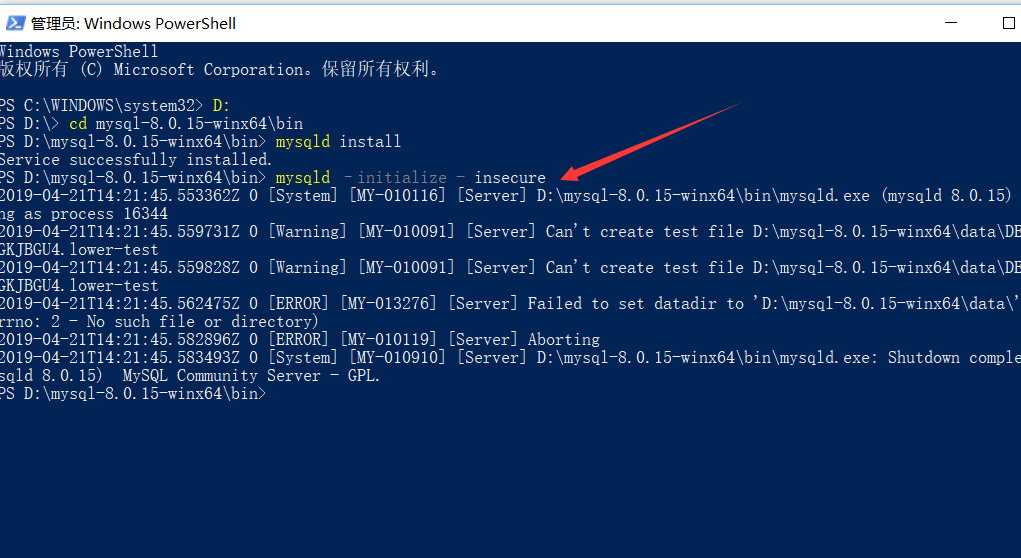 管理员: Windows PowerShell
Windows PowerShell
版权所有 (C) Microsoft Corporation。保留所有权利。
PS C:\WINDOWS\system32> D:
PS D:\> cd mysql-8.0.15-winx64\bin
PS D:\mysql-8.0.15-winx64\bin> mysqld install
Service successfully installed.
PS D:\mysql-8.0.15-winx64\bin> mysqld –initialize – insecure
2019-04-21T14:21:45.553362Z 0 [System] [MY-010116] [Server] D:\mysql-8.0.15-winx64\bin\mysqld.exe (mysqld 8.0.15)
ng as process 16344
2019-04-21T14:21:45.559731Z 0 [Warning] [MY-010091] [Server] Can't create test file D:\mysql-8.0.15-winx64\data\DE
GKJBGU4.lower-test
2019-04-21T14:21:45.559828Z 0 [Warning] [MY-010091] [Server] Can't create test file D:\mysql-8.0.15-winx64\data\DE
GKJBGU4.lower-test
2019-04-21T14:21:45.562475Z 0 [ERROR] [MY-013276] [Server] Failed to set datadir to 'D:\mysql-8.0.15-winx64\data\'
rrno: 2 - No such file or directory)
2019-04-21T14:21:45.582896Z 0 [ERROR] [MY-010119] [Server] Aborting
2019-04-21T14:21:45.583493Z 0 [System] [MY-010910] [Server] D:\mysql-8.0.15-winx64\bin\mysqld.exe: Shutdown comple
sqld 8.0.15)  MySQL Community Server - GPL.
PS D:\mysql-8.0.15-winx64\bin>